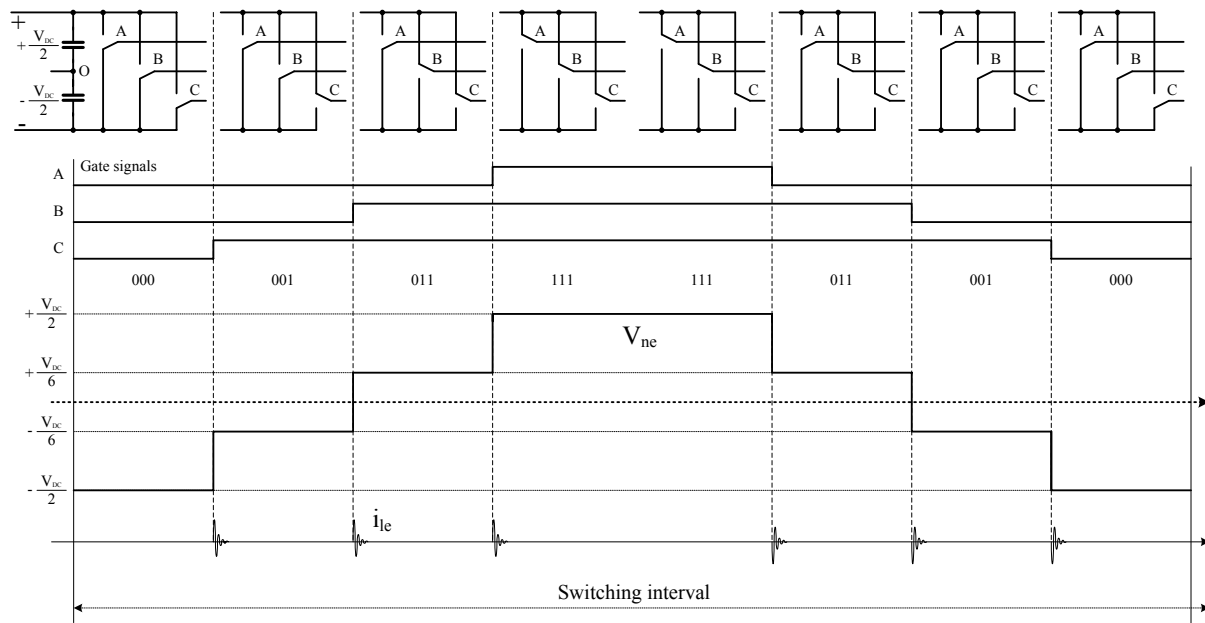 +
+ V_DC/2
O
- V_DC/2
-
A B C
A B C
A B C
A B C
A B C
A B C
A B C
A B C
Gate signals
A
B
C
000 001 011 111 111 011 001 000
+ V_DC/2
V_ne
+ V_DC/6
- V_DC/6
- V_DC/2
i_le
Switching interval